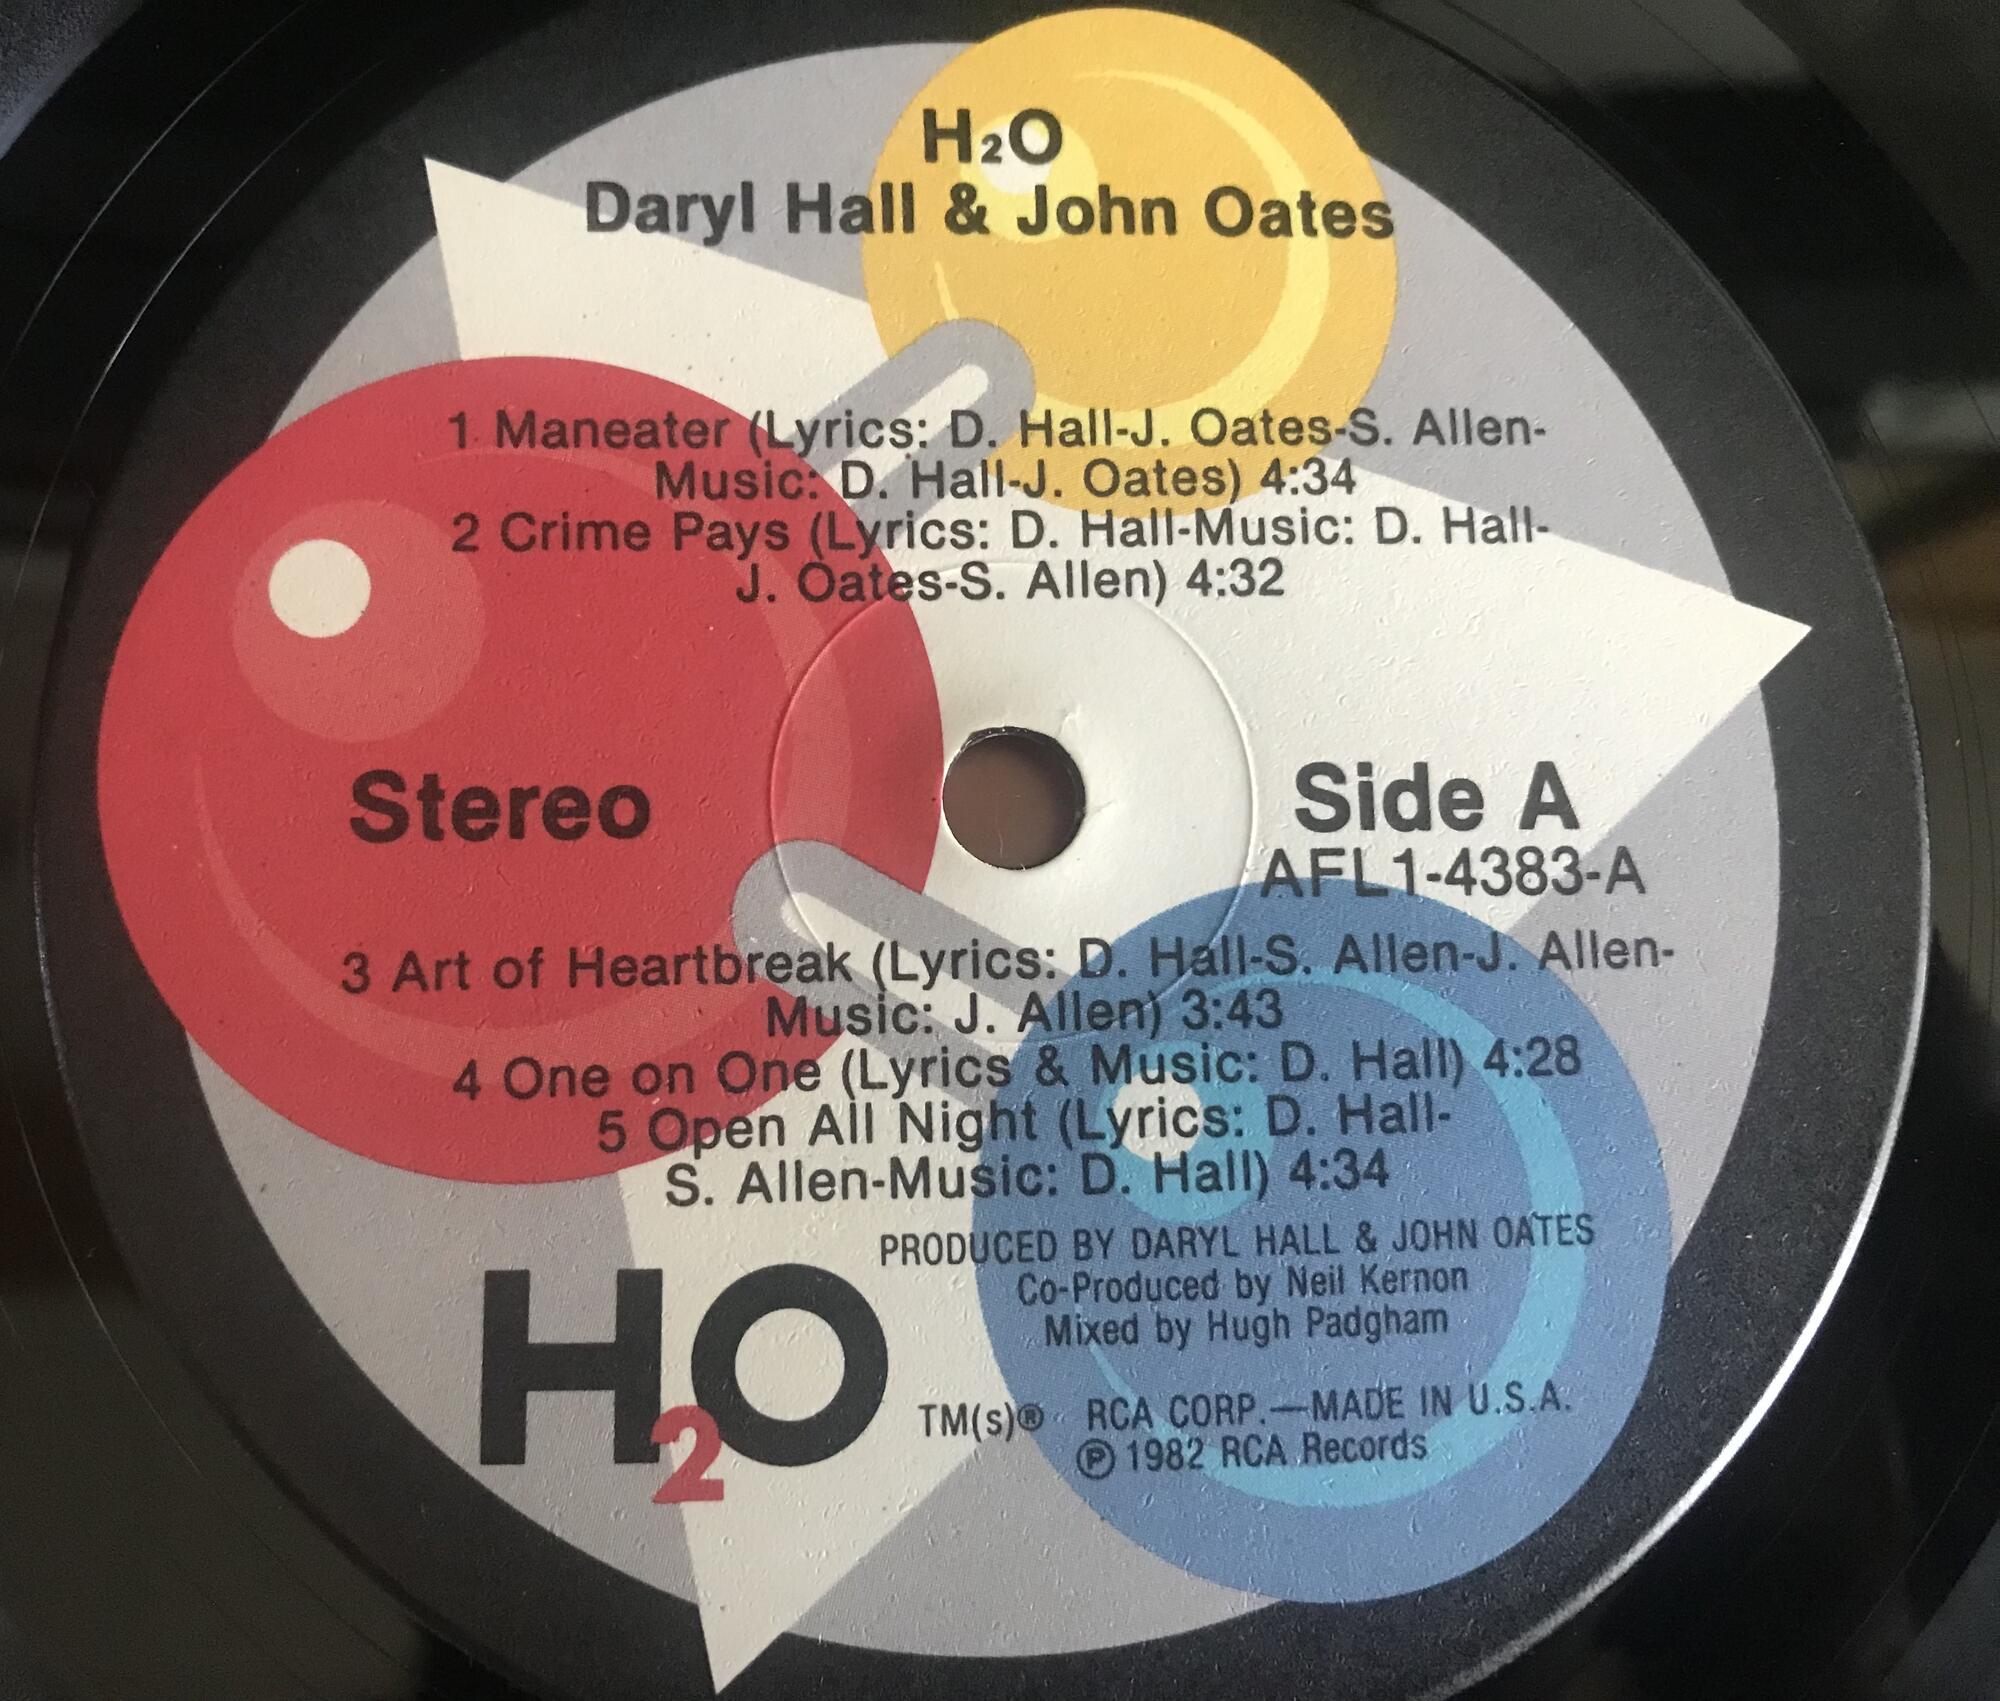 H₂O
Daryl Hall & John Oates
1 Maneater (Lyrics: D. Hall-J. Oates-S. Allen-
Music: D. Hall-J. Oates) 4:34
2 Crime Pays (Lyrics: D. Hall-Music: D. Hall-
J. Oates-S. Allen) 4:32
Stereo
Side A
AFL1-4383-A
3 Art of Heartbreak (Lyrics: D. Hall-S. Allen-J. Allen-
Music: J. Allen) 3:43
4 One on One (Lyrics & Music: D. Hall) 4:28
5 Open All Night (Lyrics: D. Hall-
S. Allen-Music: D. Hall) 4:34
PRODUCED BY DARYL HALL & JOHN OATES
Co-Produced by Neil Kernon
Mixed by Hugh Padgham
H₂O
TM(s)® RCA CORP.—MADE IN U.S.A.
℗ 1982 RCA Records